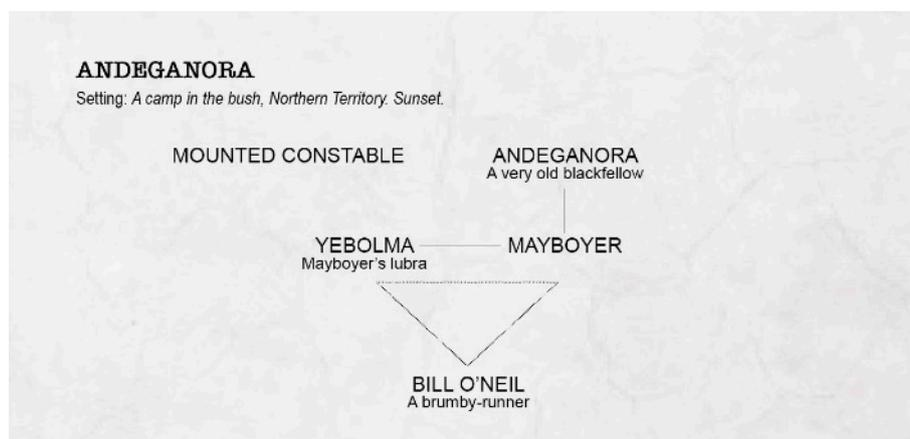 ANDEGANORA
Setting: A camp in the bush, Northern Territory. Sunset.
MOUNTED CONSTABLE
ANDEGANORA
A very old blackfellow
YEBOLMA
Mayboyer's lubra
MAYBOYER
BILL O'NEIL
A brumby-runner